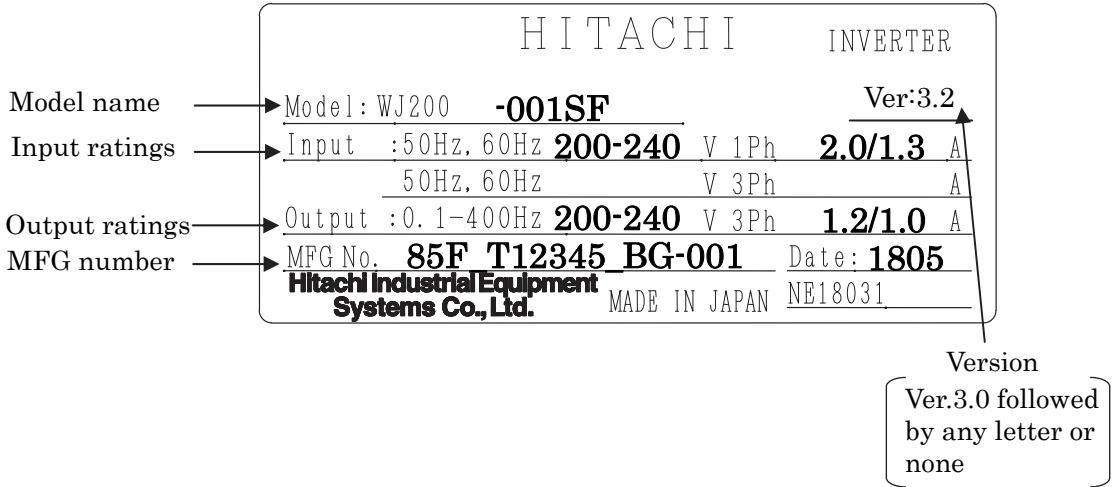 HITACHI INVERTER
Model name Model: WJ200 -001SF Ver:3.2
Input ratings Input :50Hz, 60Hz 200-240 V 1Ph 2.0/1.3 A
50Hz, 60Hz V 3Ph A
Output ratings Output :0.1-400Hz 200-240 V 3Ph 1.2/1.0 A
MFG number MFG No. 85F_T12345_BG-001 Date: 1805
Hitachi Industrial Equipment
Systems Co., Ltd. MADE IN JAPAN NE18031
Version
Ver.3.0 followed
by any letter or
none